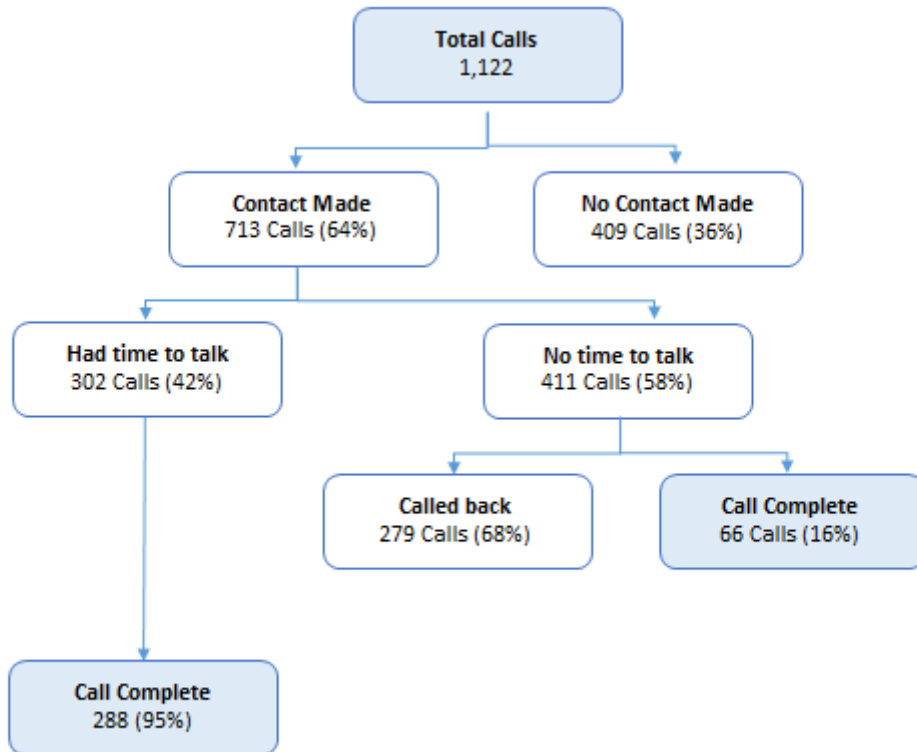 Total Calls
1,122
Contact Made
713 Calls (64%)
No Contact Made
409 Calls (36%)
Had time to talk
302 Calls (42%)
No time to talk
411 Calls (58%)
Called back
279 Calls (68%)
Call Complete
66 Calls (16%)
Call Complete
288 (95%)